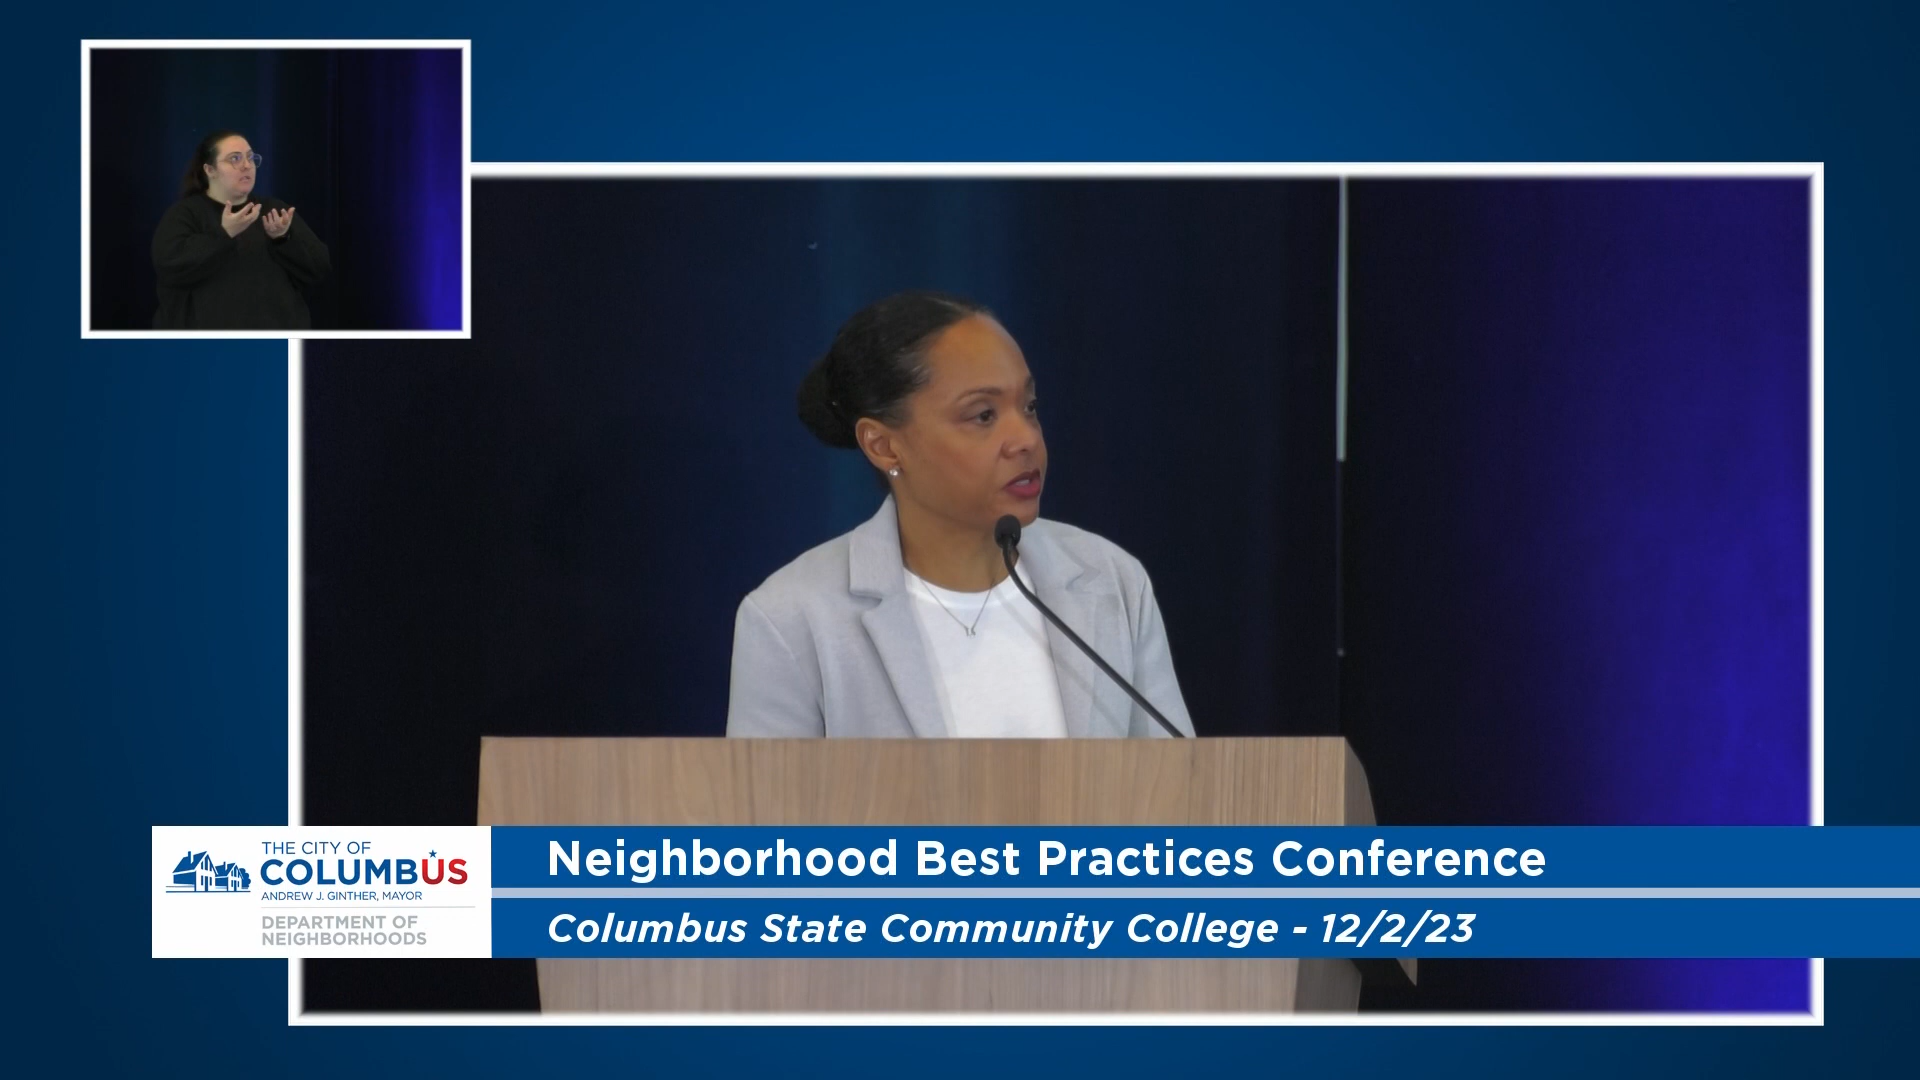 THE CITY OF
COLUMBUS
ANDREW J. GINTHER, MAYOR
DEPARTMENT OF
NEIGHBORHOODS
Neighborhood Best Practices Conference
Columbus State Community College - 12/2/23